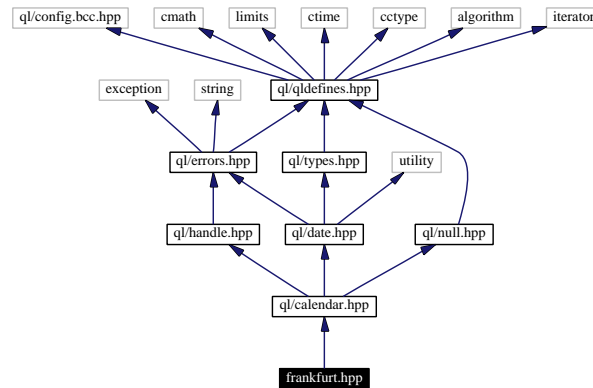 ql/config.bcc.hpp
cmath
limits
ctime
cctype
algorithm
iterator
exception
string
ql/qldefines.hpp
ql/errors.hpp
ql/types.hpp
utility
ql/handle.hpp
ql/date.hpp
ql/null.hpp
ql/calendar.hpp
frankfurt.hpp